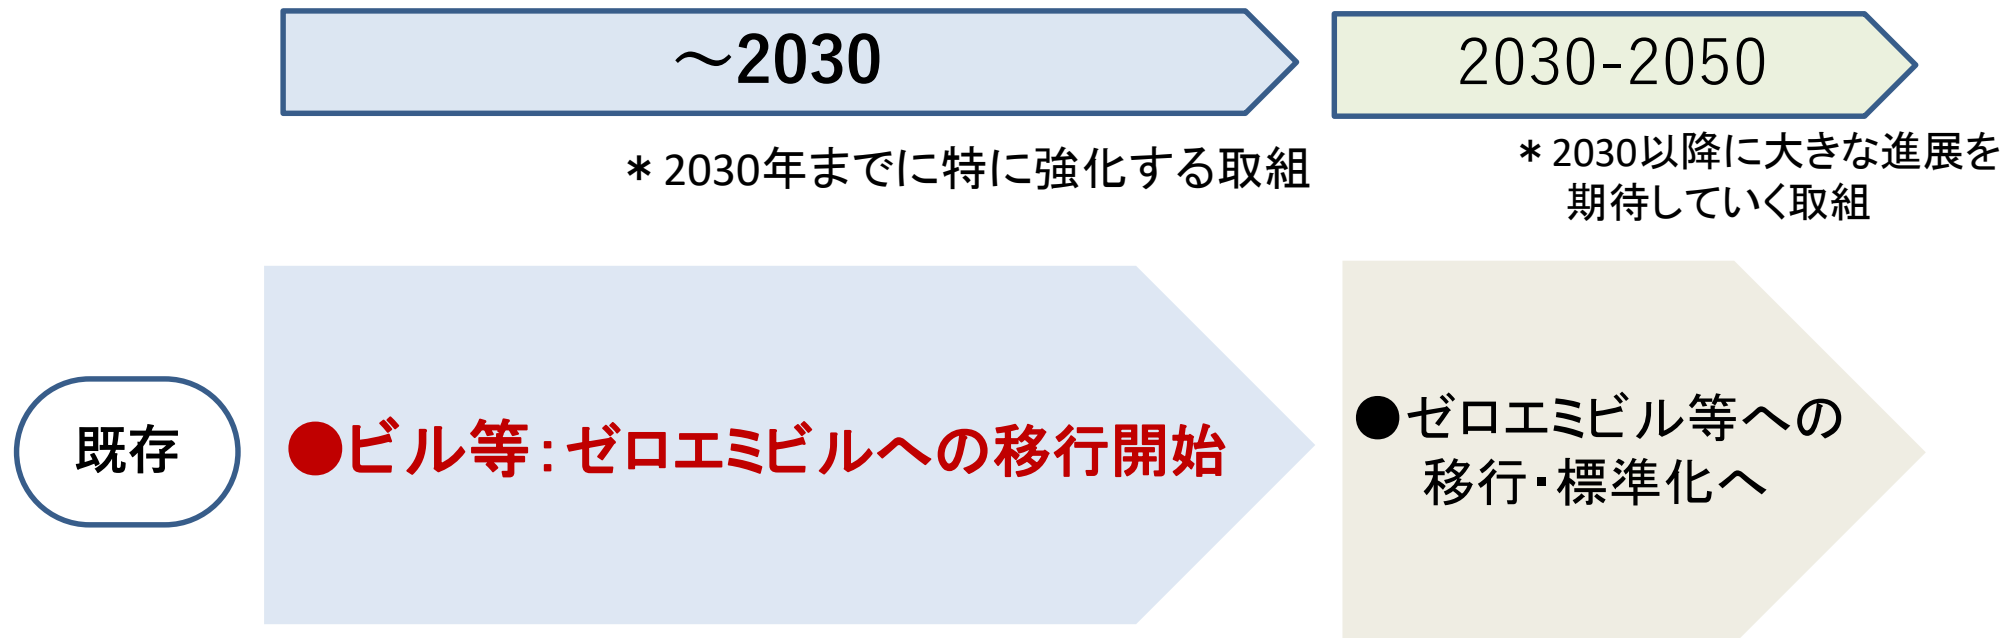 ～2030
2030-2050
＊2030年までに特に強化する取組
＊2030以降に大きな進展を
期待していく取組
既存
●ビル等：ゼロエミビルへの移行開始
●ゼロエミビル等への
移行・標準化へ